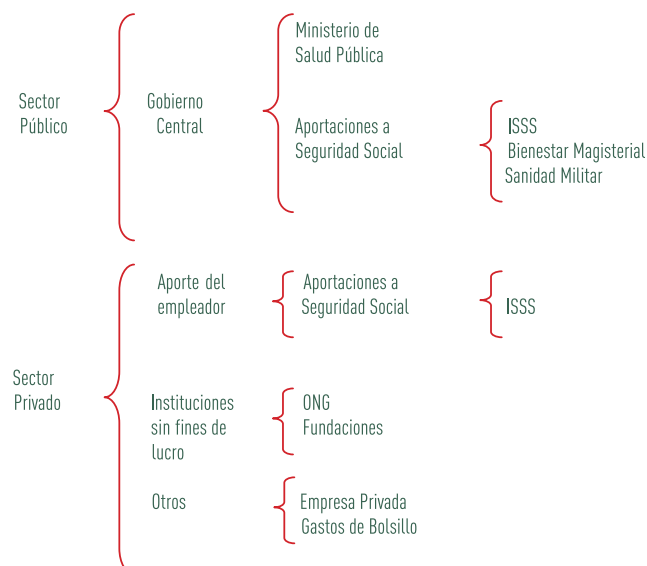 Ministerio de
Salud Pública
Sector
Público
Gobierno
Central
Aportaciones a
Seguridad Social
ISSS
Bienestar Magisterial
Sanidad Militar
Aporte del
empleador
Aportaciones a
Seguridad Social
ISSS
Sector
Privado
Instituciones
sin fines de
lucro
ONG
Fundaciones
Otros
Empresa Privada
Gastos de Bolsillo